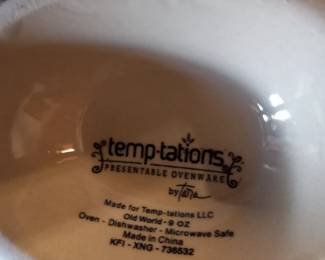 temp-tations
PRESENTABLE OVENWARE
by Tara
Made for Temp-tations LLC
Old World - 9 OZ
Oven - Dishwasher - Microwave Safe
Made in China
KFI - XNG - 736532